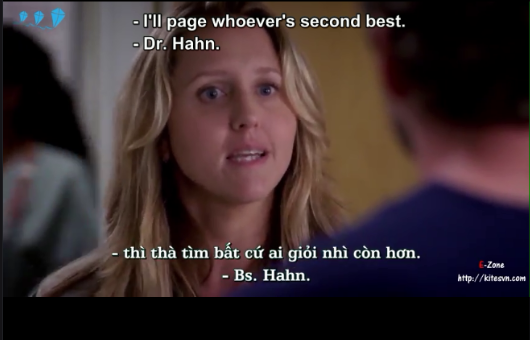 - I'll page whoever's second best.
- Dr. Hahn.
- thì thà tìm bất cứ ai giỏi nhì còn hơn.
- Bs. Hahn.
E-Zone
http://kitesvn.com